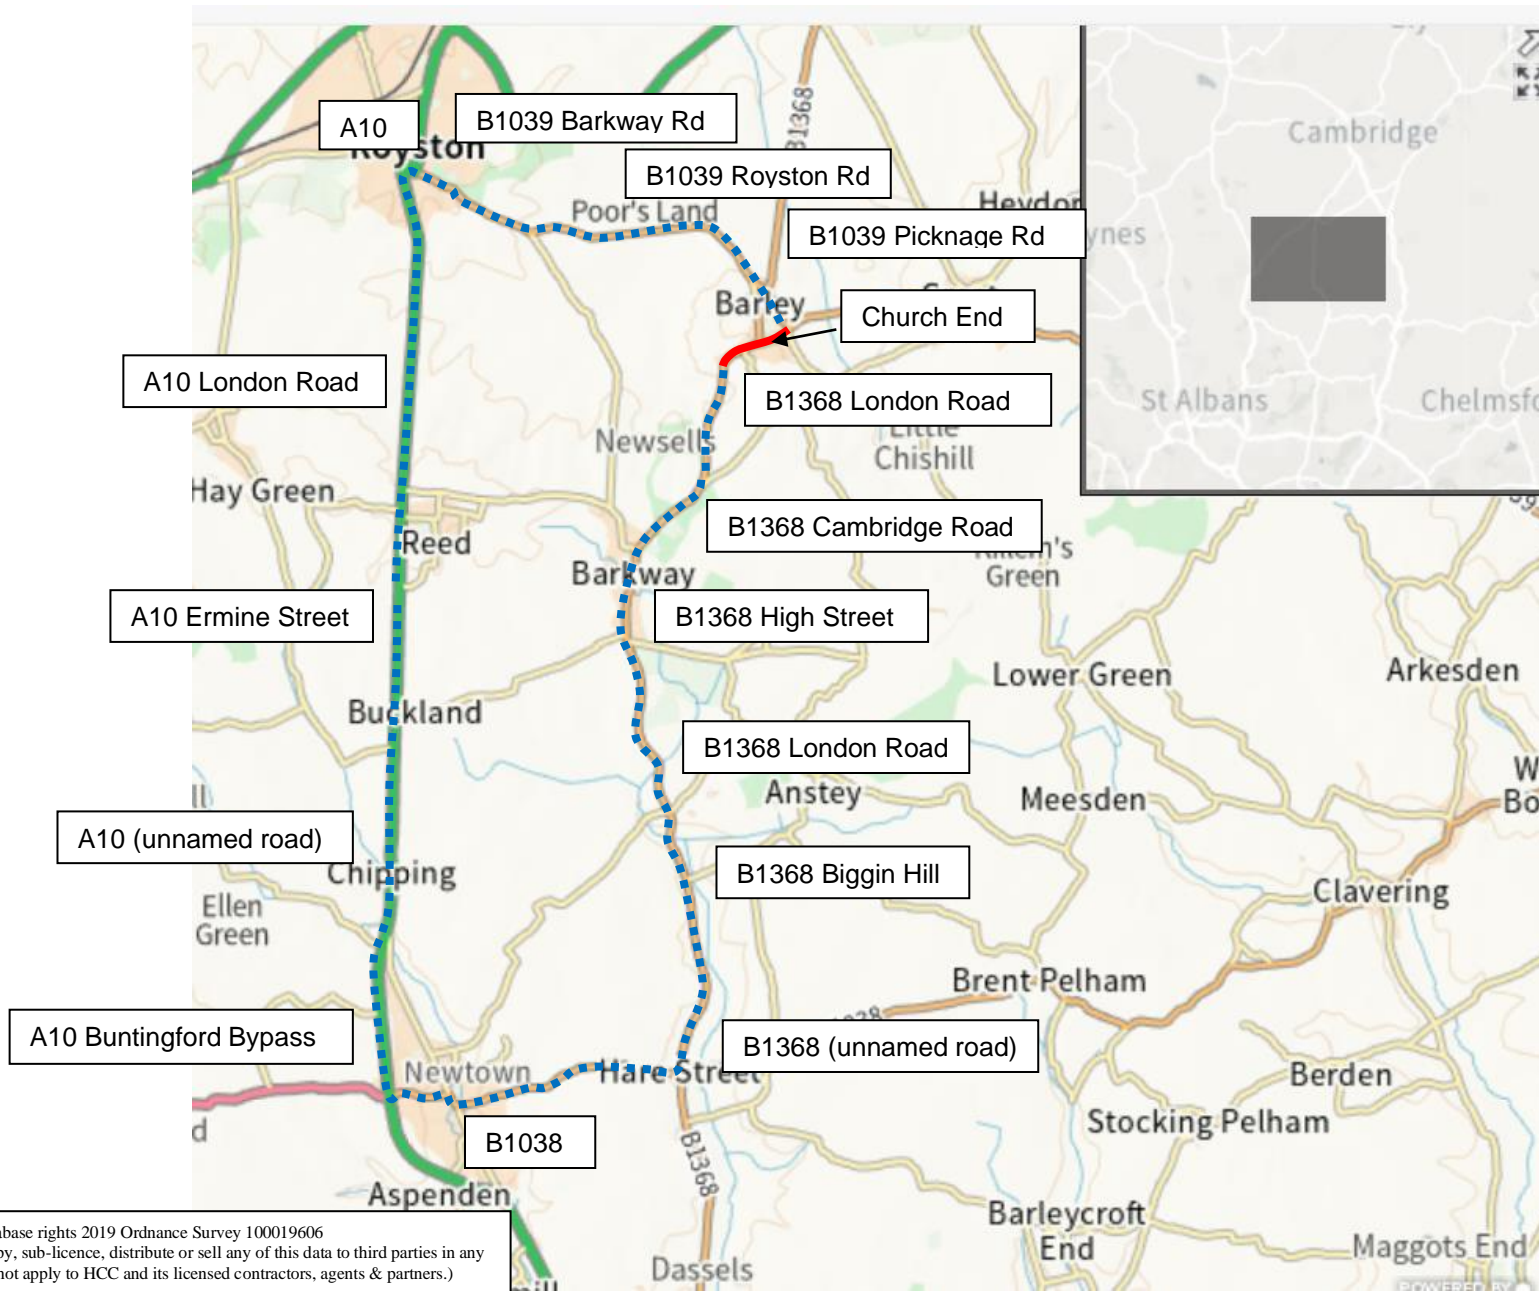 Cambridge
A10
B1039 Barkway Rd
B1368
Royston
B1039 Royston Rd
Poor's Land
Heydon
B1039 Picknage Rd
Barley
Church End
A10 London Road
B1368 London Road
St Albans
Newsells
Little
Chishill
Hay Green
B1368 Cambridge Road
Reed
Barkway
Green
A10 Ermine Street
B1368 High Street
Lower Green
Arkesden
Buckland
B1368 London Road
Anstey
Meesden
A10 (unnamed road)
Chipping
B1368 Biggin Hill
Clavering
Ellen
Green
Brent Pelham
A10 Buntingford Bypass
B1368 (unnamed road)
Newtown
Hare Street
Berden
B1038
Stocking Pelham
B1368
Aspenden
Barleycroft
End
Maggots End
Dassels
rights 2019 Ordnance Survey 100019606
sub-licence, distribute or sell any of this data to third parties in any
not apply to HCC and its licensed contractors, agents & partners.)
POWERED BY